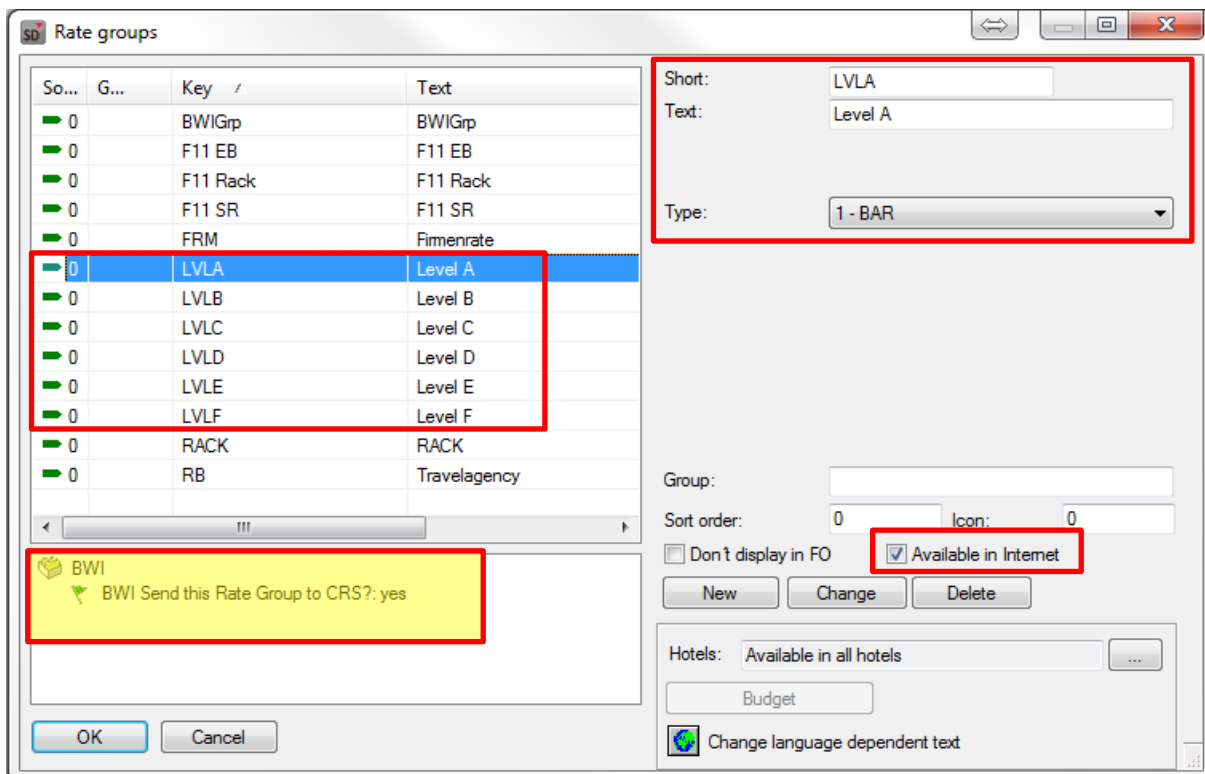 SD Rate groups
So... G... Key / Text
0 BWIGrp BWIGrp
0 F11 EB F11 EB
0 F11 Rack F11 Rack
0 F11 SR F11 SR
0 FRM Firmenrate
0 LVLA Level A
0 LVLB Level B
0 LVLC Level C
0 LVLD Level D
0 LVLE Level E
0 LVLF Level F
0 RACK RACK
0 RB Travelagency
BWI
BWI Send this Rate Group to CRS?: yes
OK Cancel
Short: LVLA
Text: Level A
Type: 1 - BAR
Group:
Sort order: 0 Icon: 0
Don't display in FO Available in Internet
New Change Delete
Hotels: Available in all hotels ...
Budget
Change language dependent text